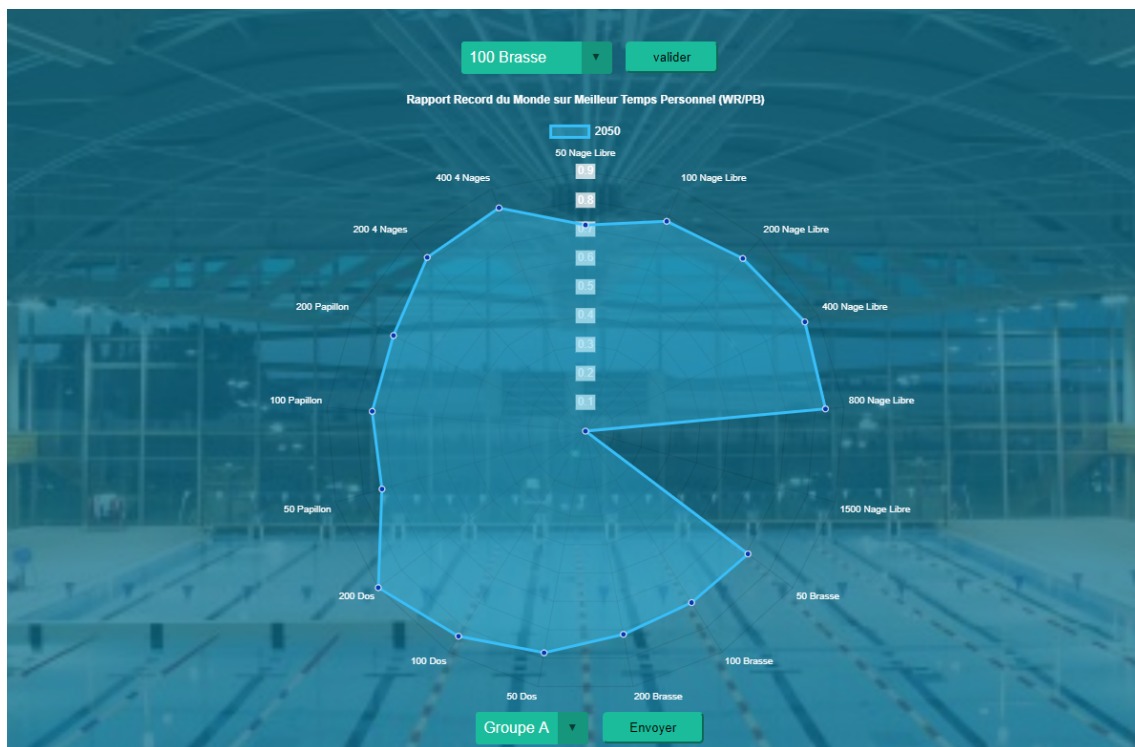 100 Brasse
valider
Rapport Record du Monde sur Meilleur Temps Personnel (WR/PB)
2050
50 Nage Libre
0.9
400 4 Nages
100 Nage Libre
0.8
200 4 Nages
0.7
200 Nage Libre
0.6
0.5
200 Papillon
400 Nage Libre
0.4
0.3
0.2
100 Papillon
0.1
800 Nage Libre
50 Papillon
1500 Nage Libre
200 Dos
50 Brasse
100 Dos
100 Brasse
50 Dos
200 Brasse
Groupe A
Envoyer